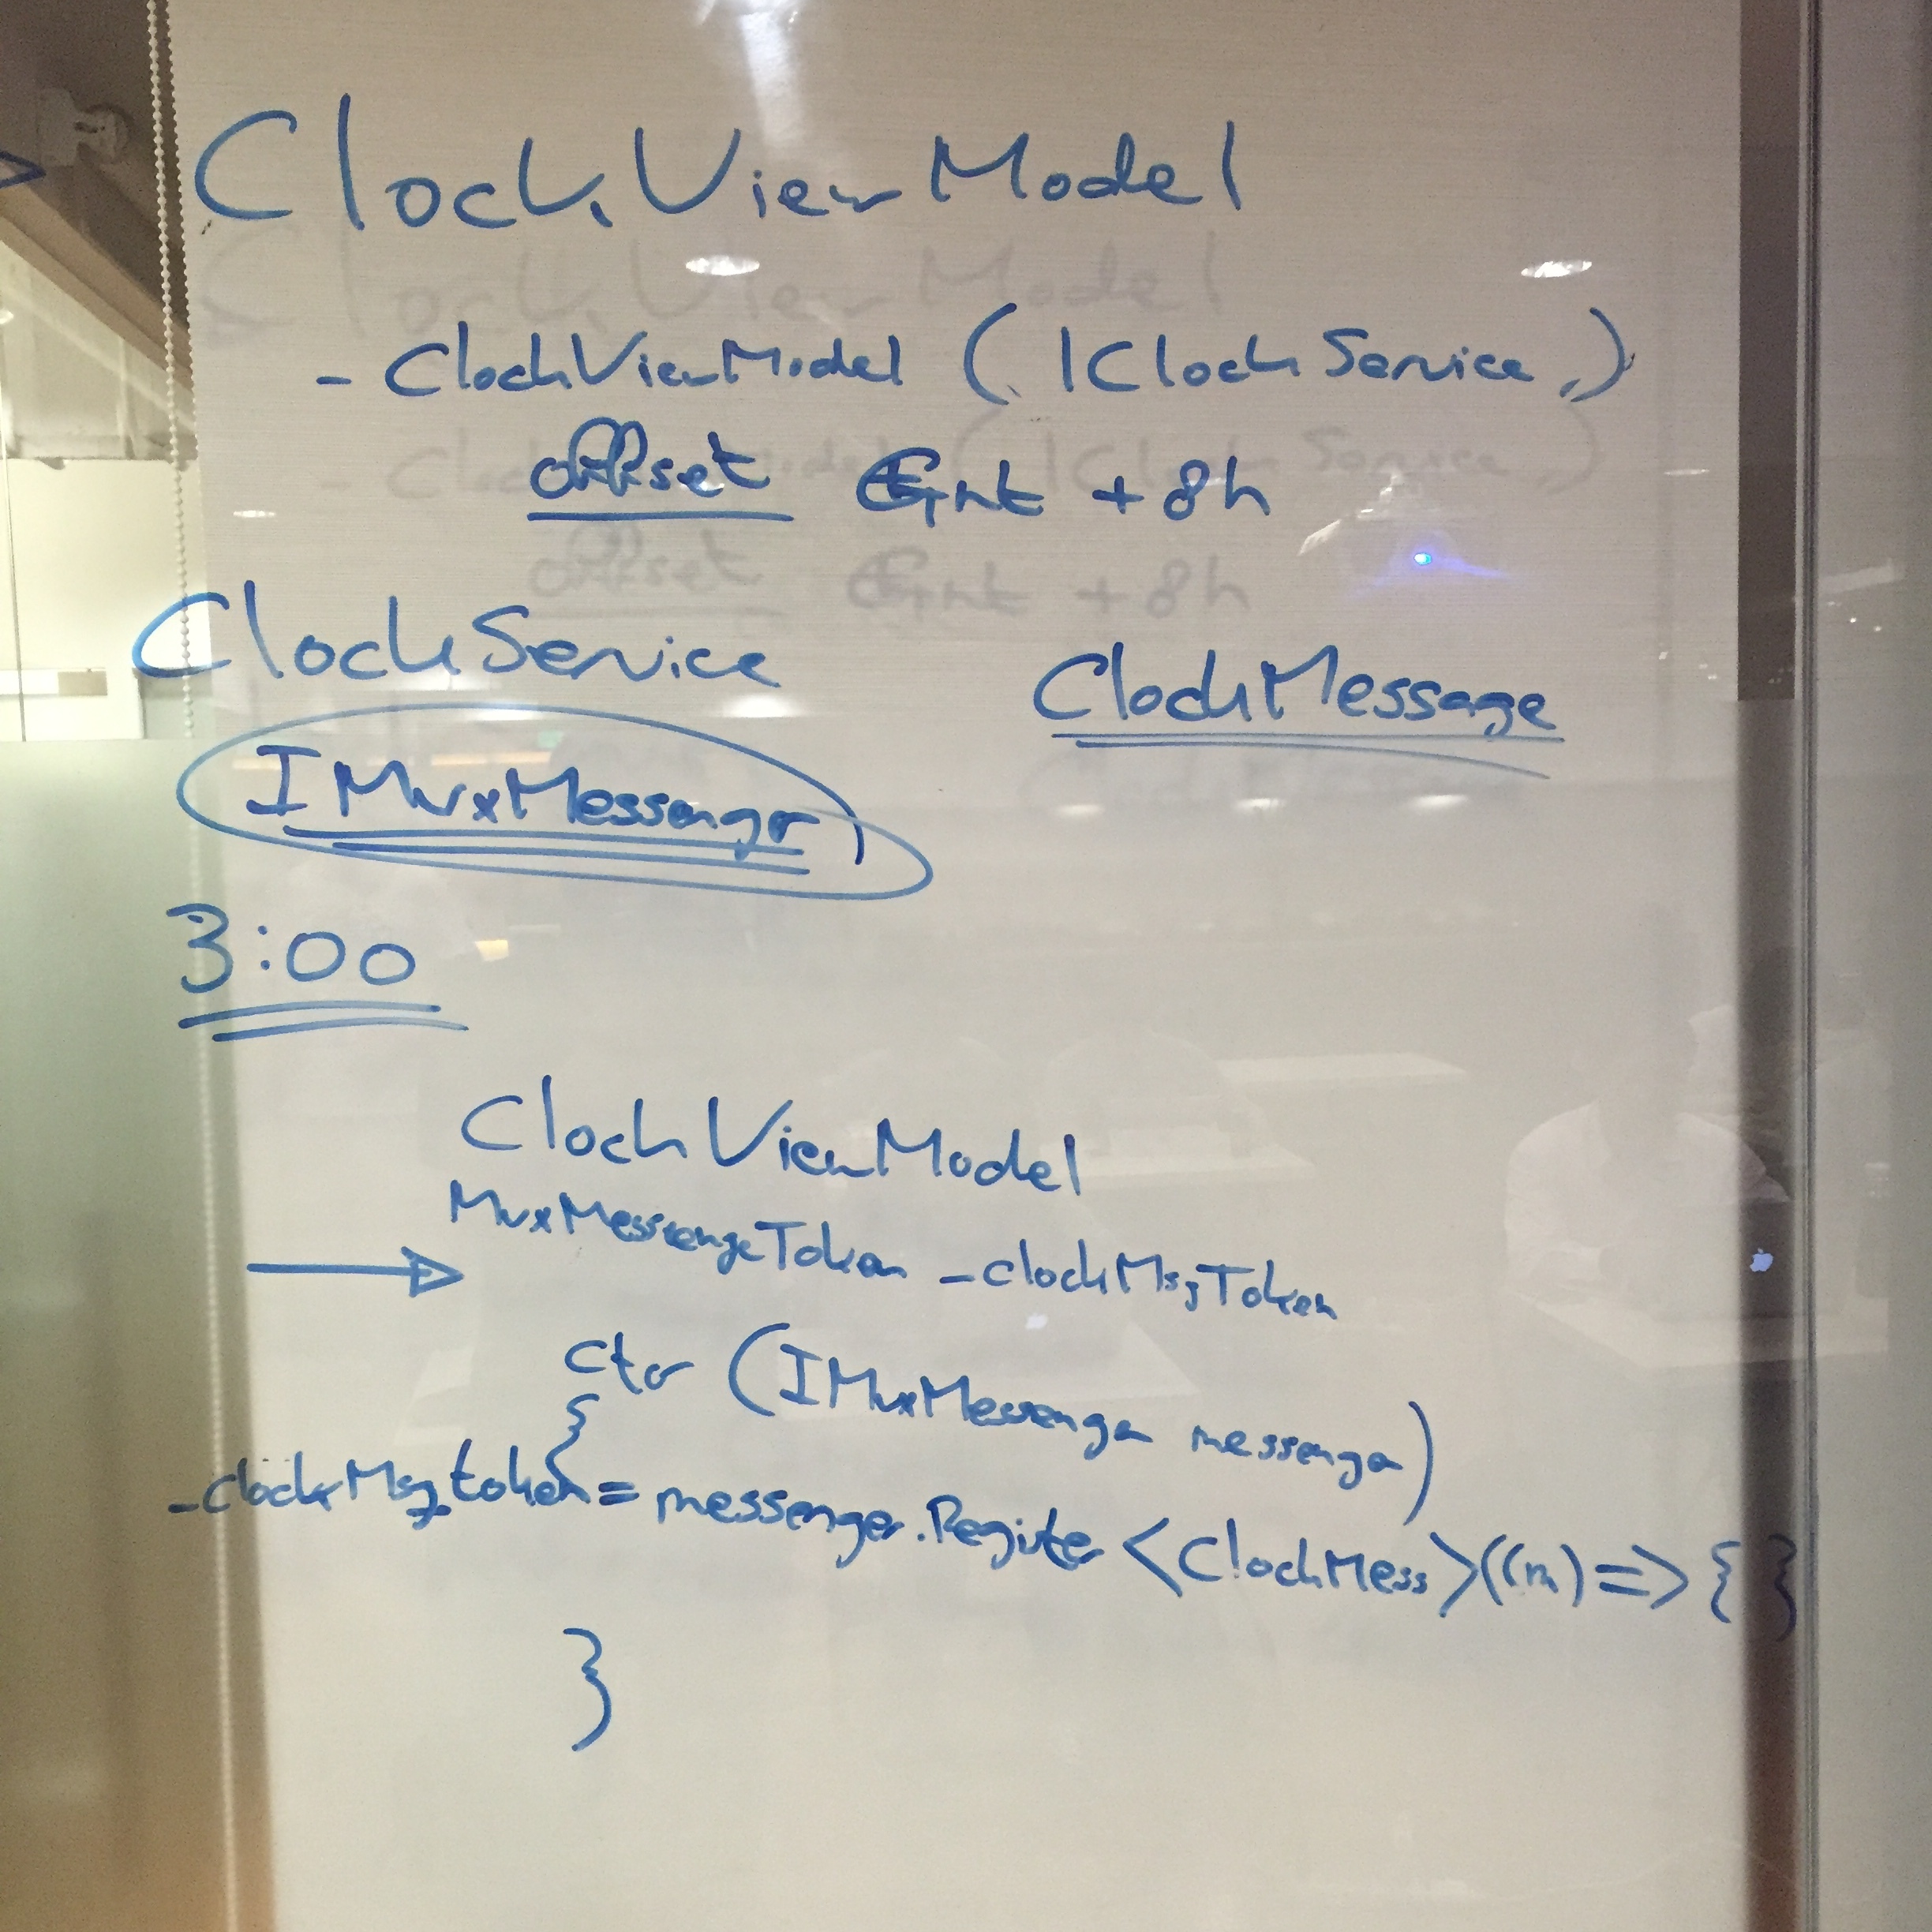 ClockViewModel
- ClockViewModel (IClockService,,)
offset Gmt + 8h
ClockService
ClockMessage
IMvxMessenger
3:00
ClockViewModel
MvxMessengeToken _clockMsgToken
ctor (IMvxMessenger messenger)
{
_clockMsgtoken = messenger.Register <ClockMess>((m) => { }
}